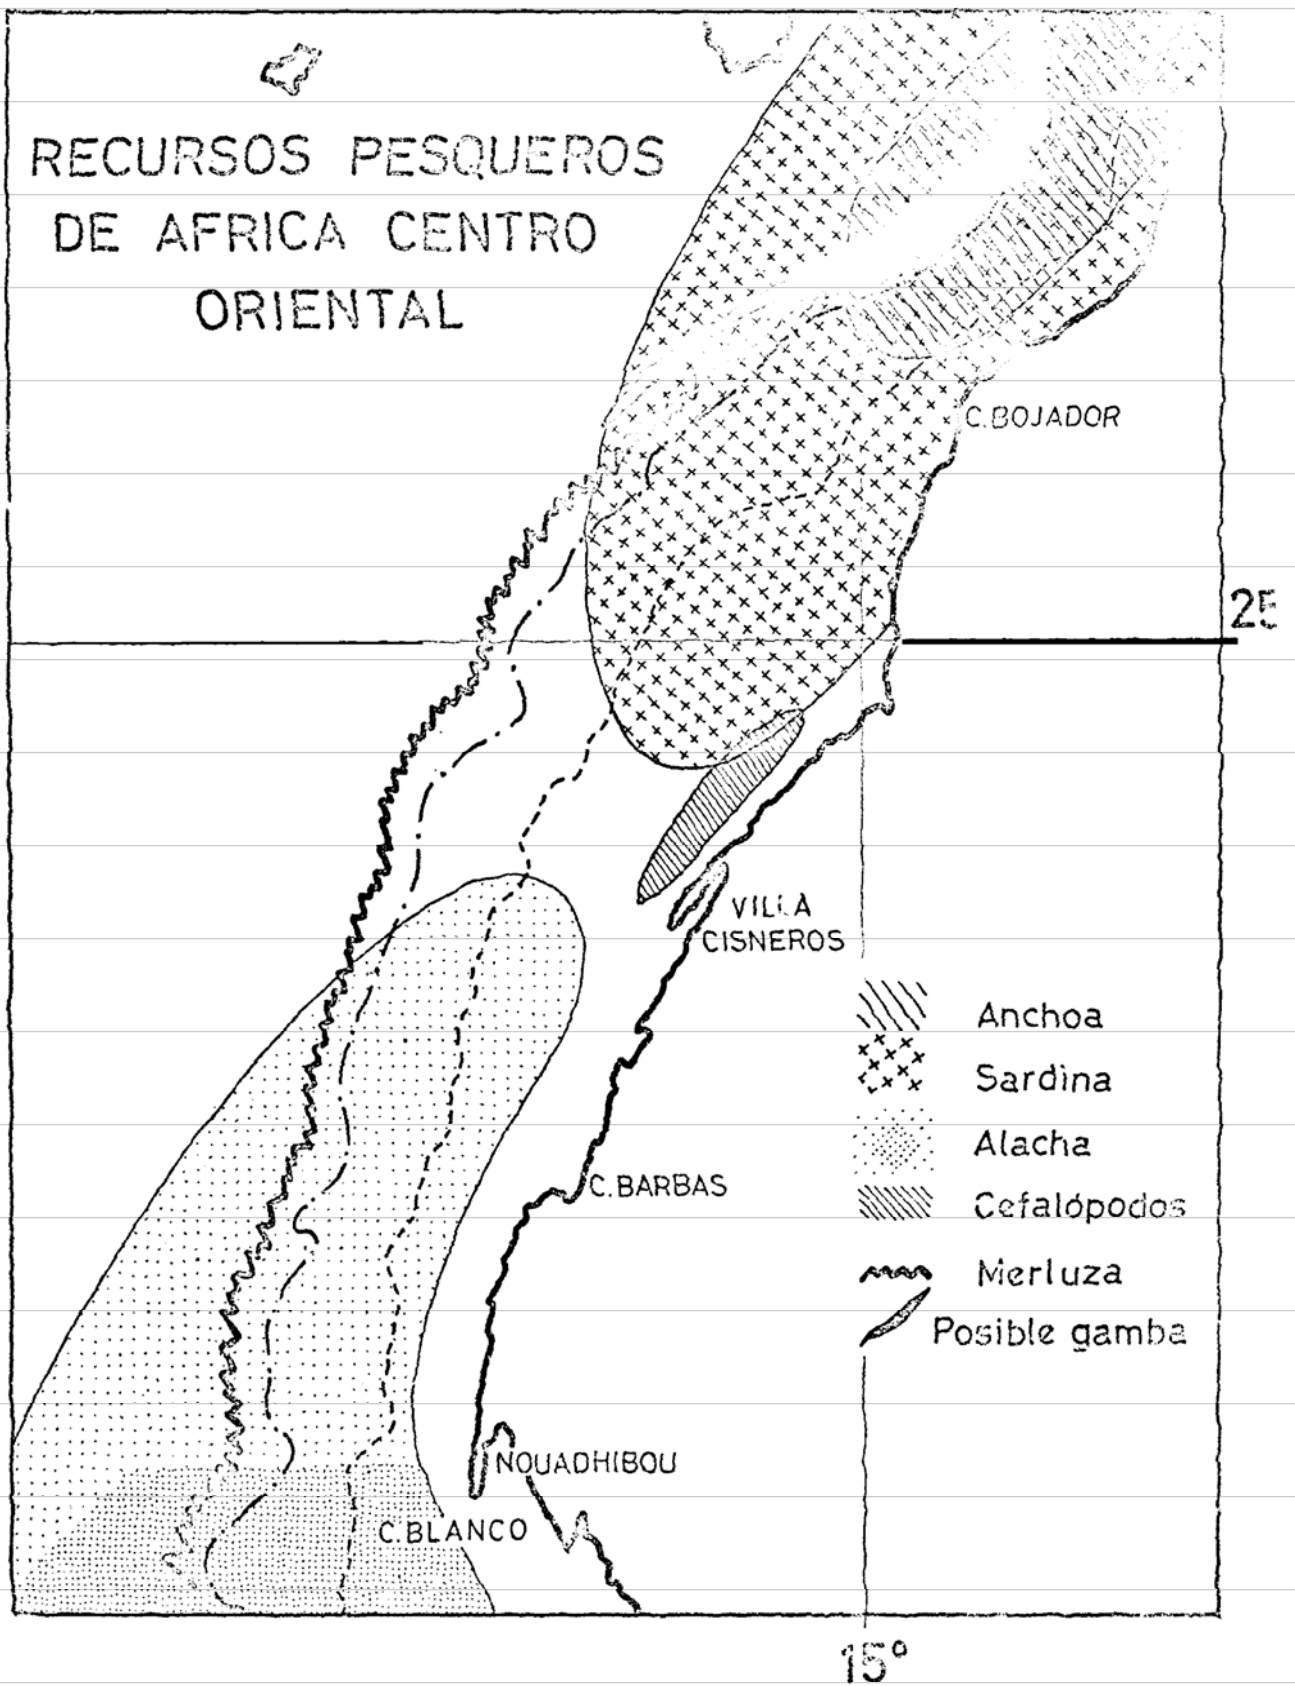 RECURSOS PESQUEROS
DE AFRICA CENTRO
ORIENTAL
C.BOJADOR
25
VILLA
CISNEROS
Anchoa
Sardina
Alacha
C.BARBAS
Cefalópodos
Merluza
Posible gamba
NOUADHIBOU
C.BLANCO
15°